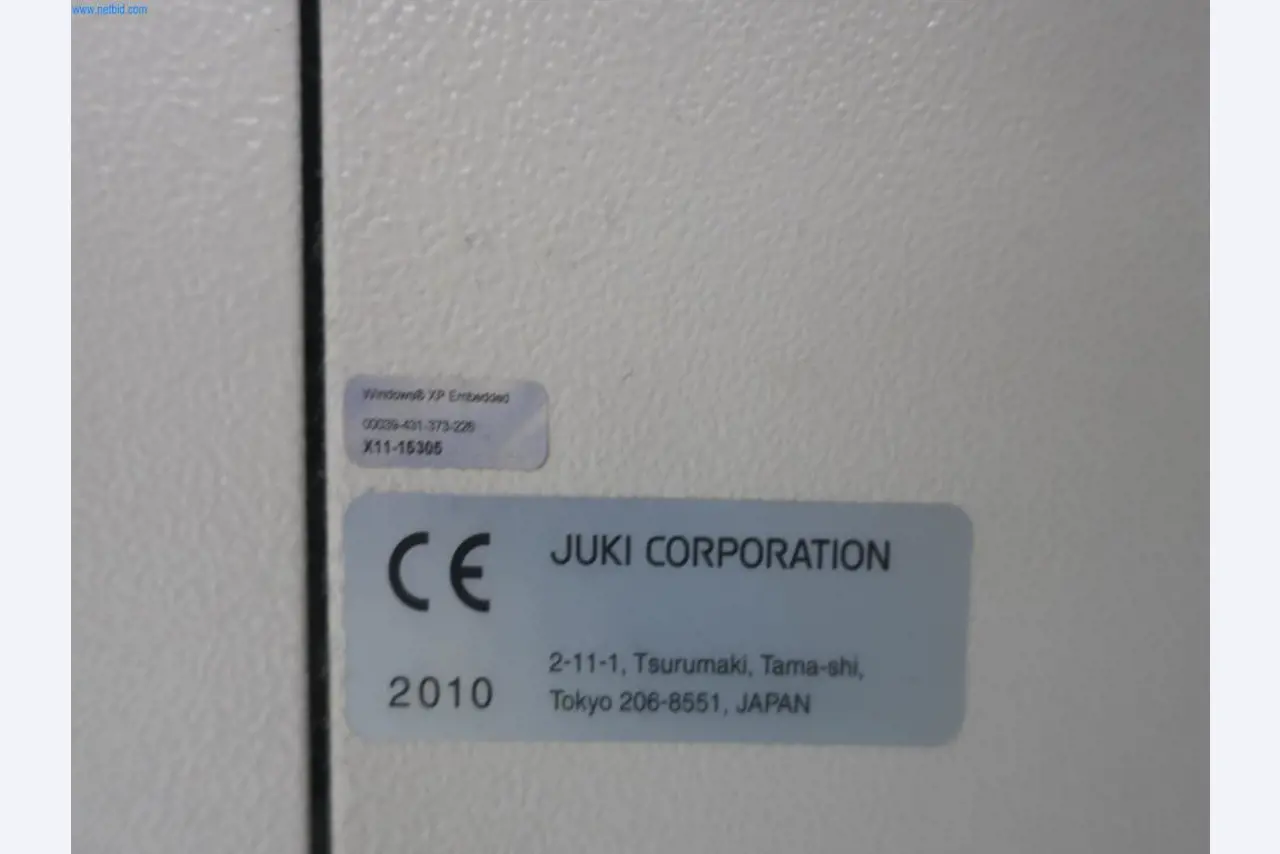 www.netbid.com
Windows® XP Embedded
00039-431-373-226
X11-15305
CE
JUKI CORPORATION
2010
2-11-1, Tsurumaki, Tama-shi,
Tokyo 206-8551, JAPAN